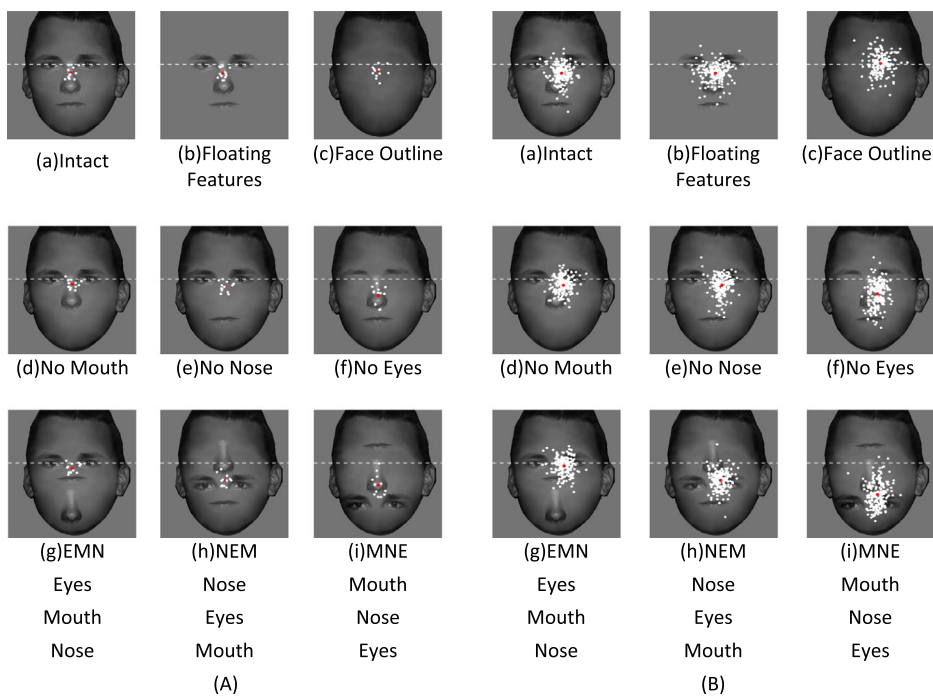 (a)Intact
(b)Floating
Features
(c)Face Outline
(a)Intact
(b)Floating
Features
(c)Face Outline
(d)No Mouth
(e)No Nose
(f)No Eyes
(d)No Mouth
(e)No Nose
(f)No Eyes
(g)EMN
(h)NEM
(i)MNE
(g)EMN
(h)NEM
(i)MNE
Eyes
Nose
Mouth
Eyes
Nose
Mouth
Mouth
Eyes
Nose
Mouth
Eyes
Nose
Nose
Mouth
Eyes
Nose
Mouth
Eyes
(A)
(B)